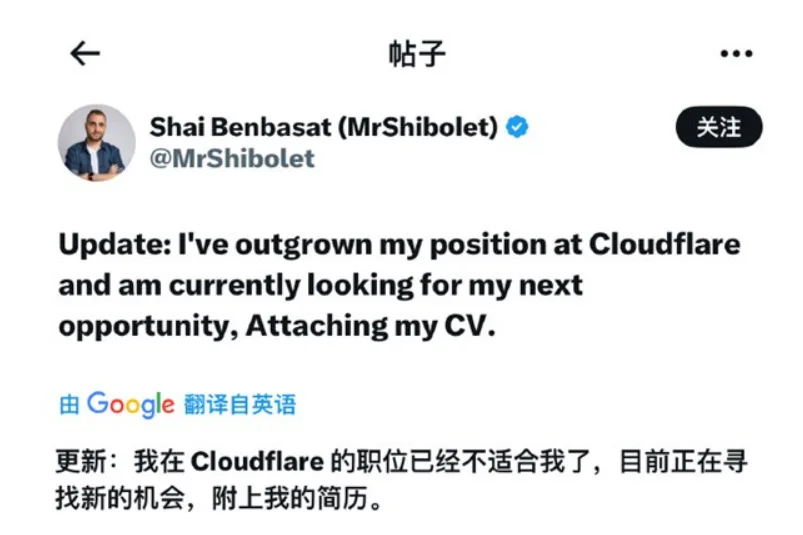 帖子
Shai Benbasat (MrShibolet)
关注
@MrShibolet
Update: I've outgrown my position at Cloudflare
and am currently looking for my next
opportunity, Attaching my CV.
由 Google 翻译自英语
更新：我在 Cloudflare 的职位已经不适合我了，目前正在寻
找新的机会，附上我的简历。